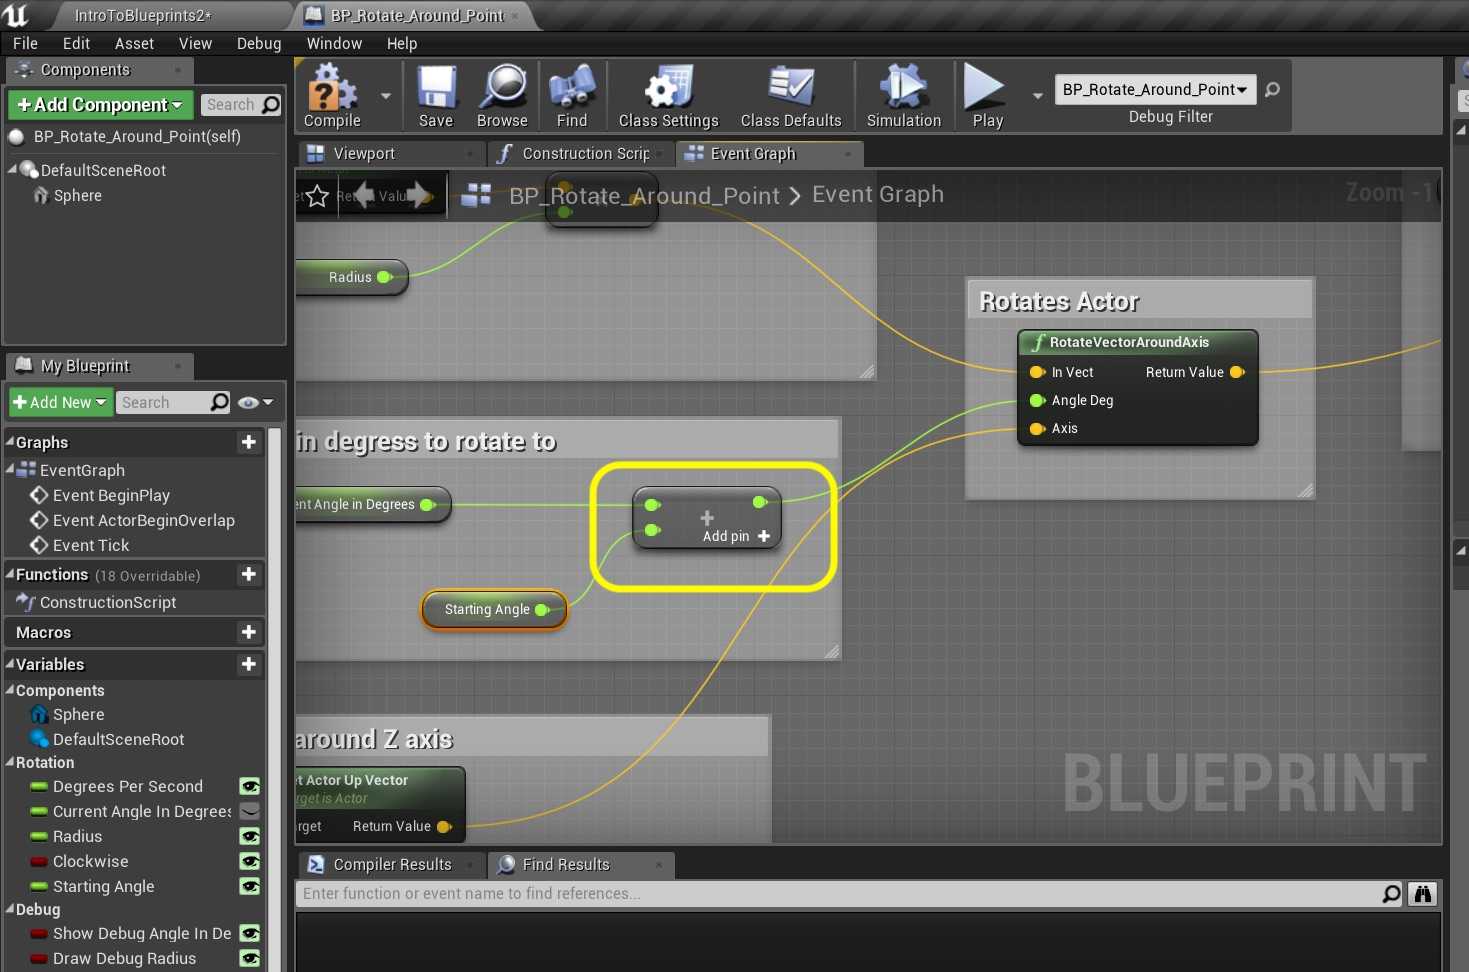 IntroToBlueprints2*
BP_Rotate_Around_Point
File Edit Asset View Debug Window Help
Components
+Add Component
Search
BP_Rotate_Around_Point(self)
DefaultSceneRoot
Sphere
Compile
Save
Browse
Find
Class Settings
Class Defaults
Simulation
Play
BP_Rotate_Around_Point
Debug Filter
Viewport
Construction Scrip
Event Graph
Return Valu
BP_Rotate_Around_Point > Event Graph
Zoom -1
Radius
Rotates Actor
f RotateVectorAroundAxis
In Vect
Return Value
Angle Deg
Axis
in degress to rotate to
ent Angle in Degrees
+
Add pin +
Starting Angle
around Z axis
t Actor Up Vector
rget is Actor
rget
Return Value
BLUEPRINT
My Blueprint
+Add New
Search
Graphs
+
EventGraph
Event BeginPlay
Event ActorBeginOverlap
Event Tick
Functions (18 Overridable)
+
ConstructionScript
Macros
+
Variables
+
Components
Sphere
DefaultSceneRoot
Rotation
Degrees Per Second
Current Angle In Degrees
Radius
Clockwise
Starting Angle
Debug
Show Debug Angle In De
Draw Debug Radius
Compiler Results
Find Results
Enter function or event name to find references...